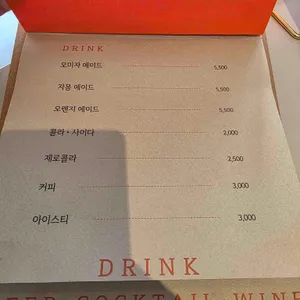 DRINK
오미자 에이드 5,500
자몽 에이드 5,500
오렌지 에이드 5,500
콜라 • 사이다 2,000
제로콜라 2,500
커피 3,000
아이스티 3,000
DRINK
COCKTAIL WINE